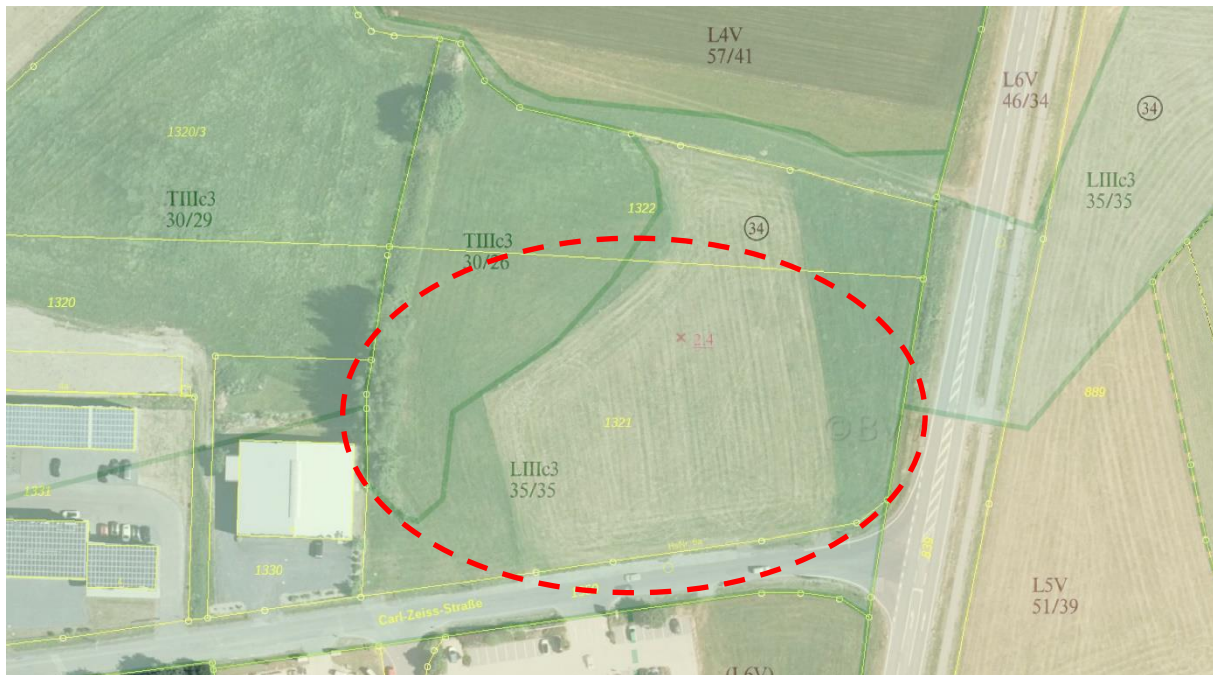 L4V
57/41
L6V
46/34
34
1320/3
TIIIc3
30/29
LIIIc3
35/35
1322
34
TIIIc3
30/26
1320
2,4
889
1321
©B
LIIIc3
35/35
1331
839
1330
L5V
51/39
Carl-Zeiss-Straße
(L6V)